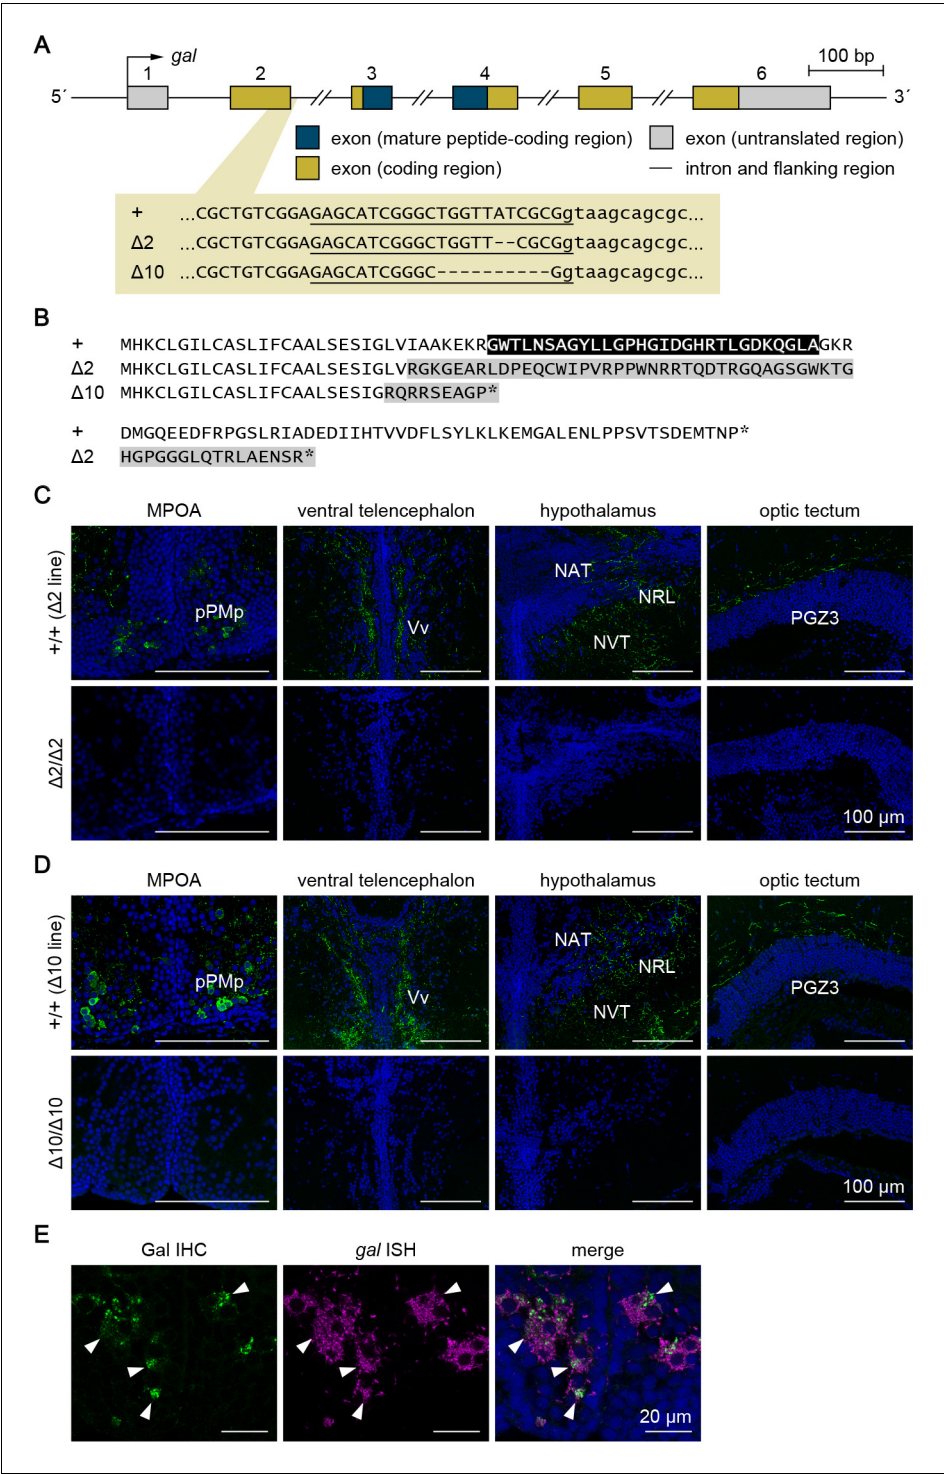 A
gal
100 bp
1 2 3 4 5 6
5´ 3´
exon (mature peptide-coding region) exon (untranslated region)
exon (coding region) intron and flanking region
+ ...CGCTGTCGGAGAGCATCGGGCTGGTTATCGCGgtaagcagcgc...
Δ2 ...CGCTGTCGGAGAGCATCGGGCTGGTT--CGCGgtaagcagcgc...
Δ10 ...CGCTGTCGGAGAGCATCGGGC----------Ggtaagcagcgc...
B
+ MHKCLGILCASLIFCAALSESIGLVIAAKEKRGWTLNSAGYLLGPHGIDGHRTLGDKQGLAGKR
Δ2 MHKCLGILCASLIFCAALSESIGLVRGKGEARLDPEQCWIPVRPPWNRRTQDTRGQAGSGWKTG
Δ10 MHKCLGILCASLIFCAALSESIGRQRRSEAGP*
+ DMGQEEDFRPGSLRIADEDIIHTVVDFLSYLKLKEMGALENLPPSVTSDEMTNP*
Δ2 HGPGGGLQTRLAENSR*
C
MPOA ventral telencephalon hypothalamus optic tectum
+/+ (Δ2 line)
pPMp Vv NAT NRL NVT PGZ3
Δ2/Δ2
100 µm
D
MPOA ventral telencephalon hypothalamus optic tectum
+/+ (Δ10 line)
pPMp Vv NAT NRL NVT PGZ3
Δ10/Δ10
100 µm
E
Gal IHC gal ISH merge
20 µm